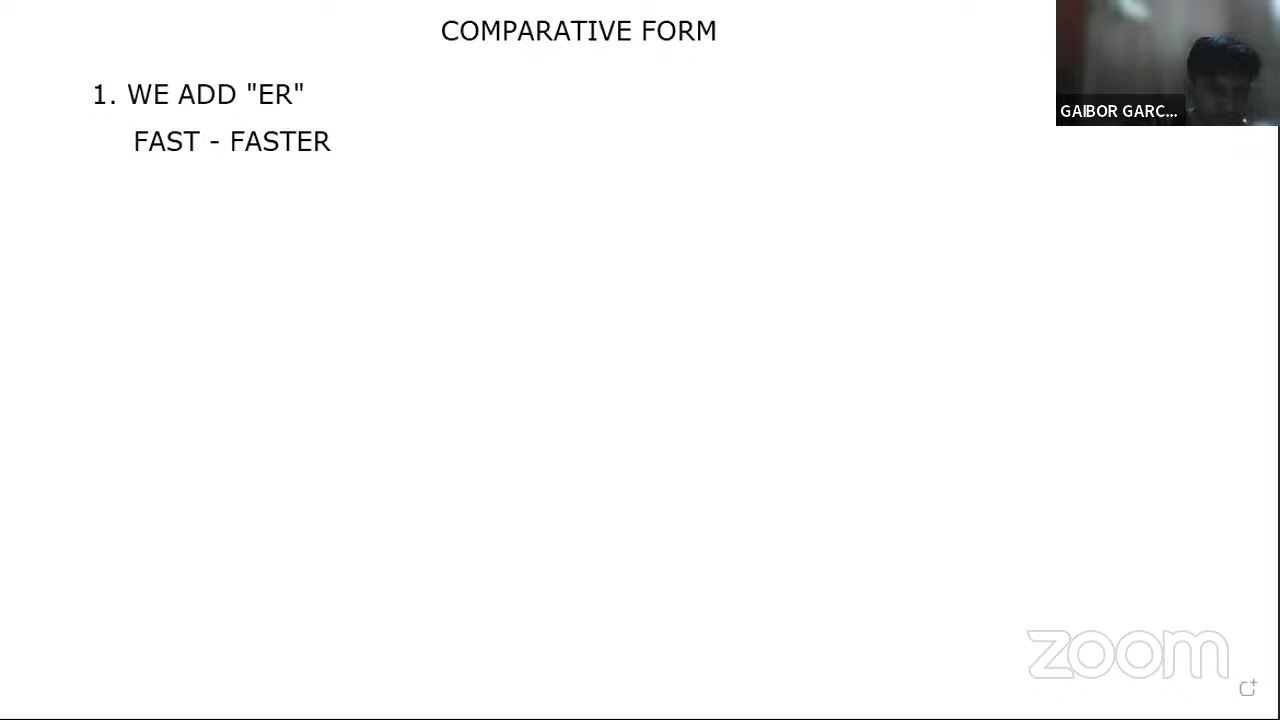 COMPARATIVE FORM
GAIBOR GARC...
1. WE ADD "ER"
FAST - FASTER
zoom